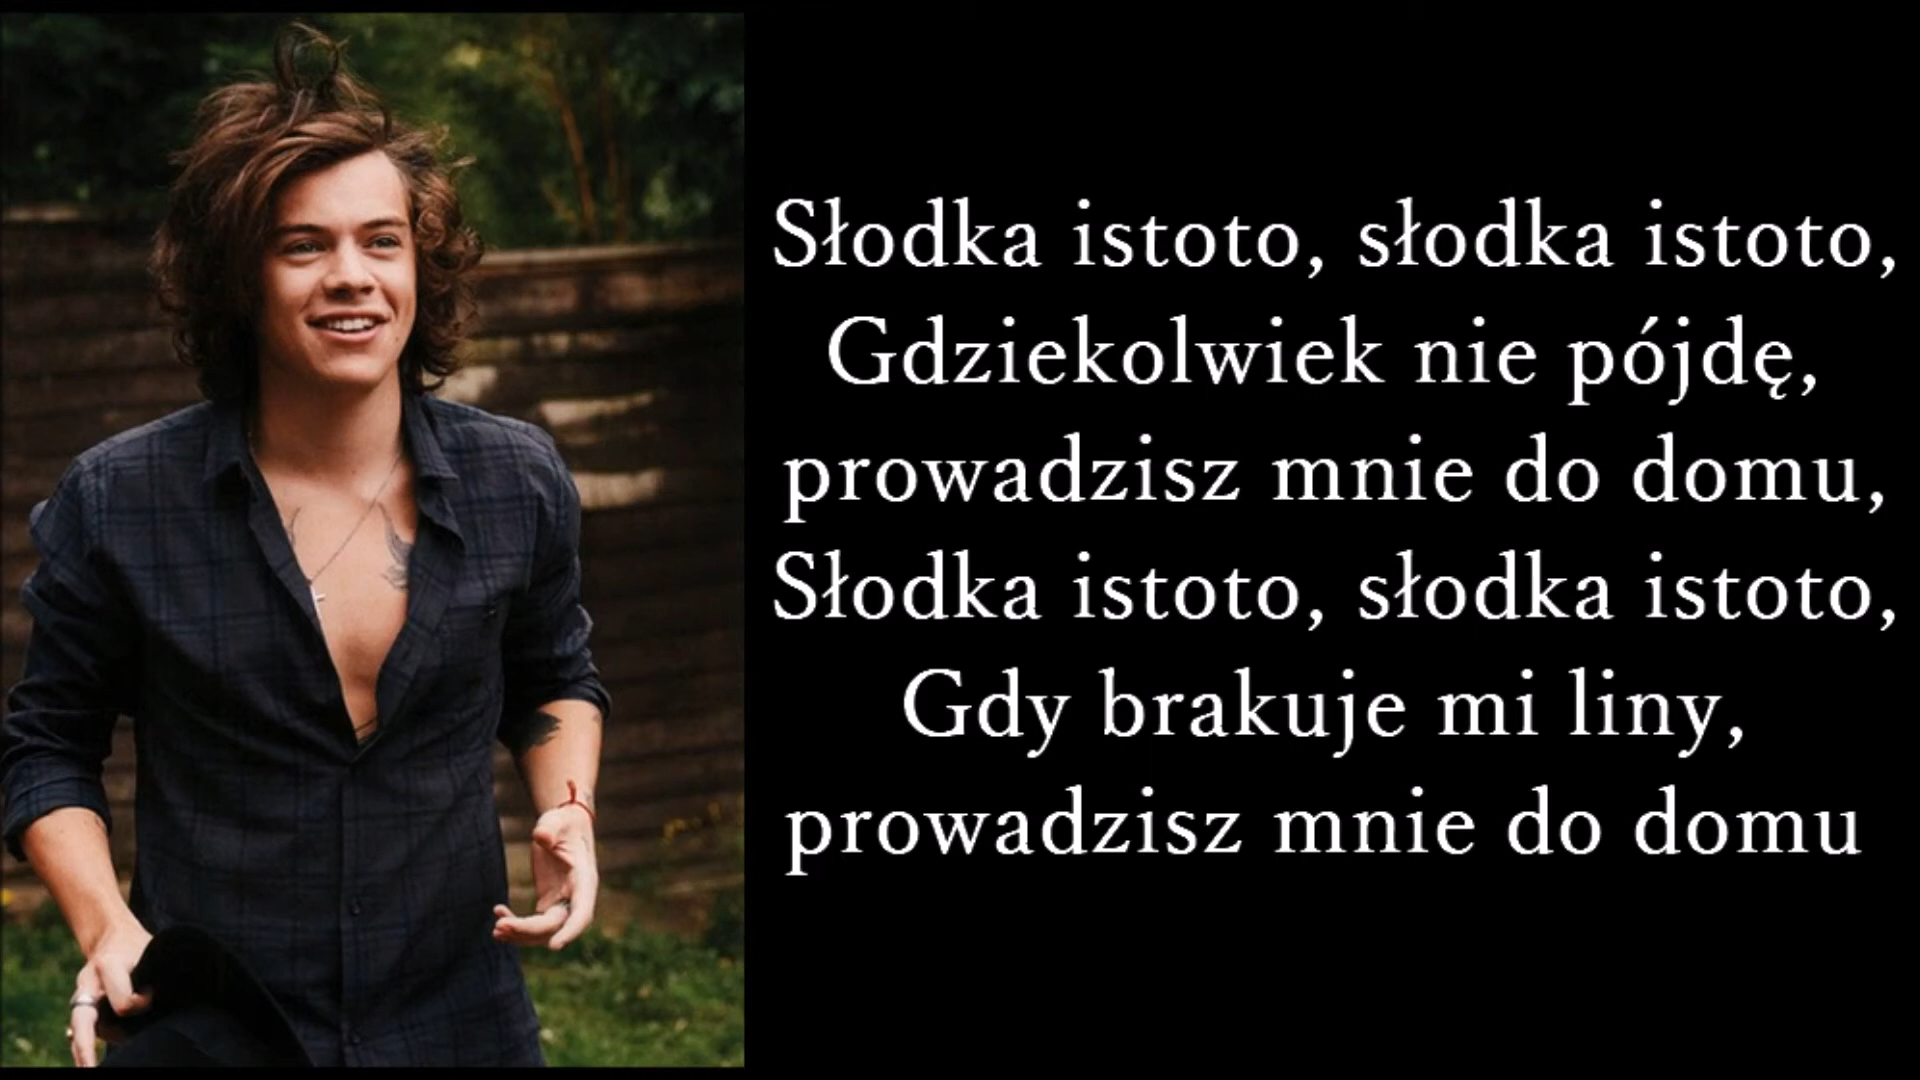 Słodka istoto, słodka istoto,
Gdziekolwiek nie pójdę,
prowadzisz mnie do domu,
Słodka istoto, słodka istoto,
Gdy brakuje mi liny,
prowadzisz mnie do domu